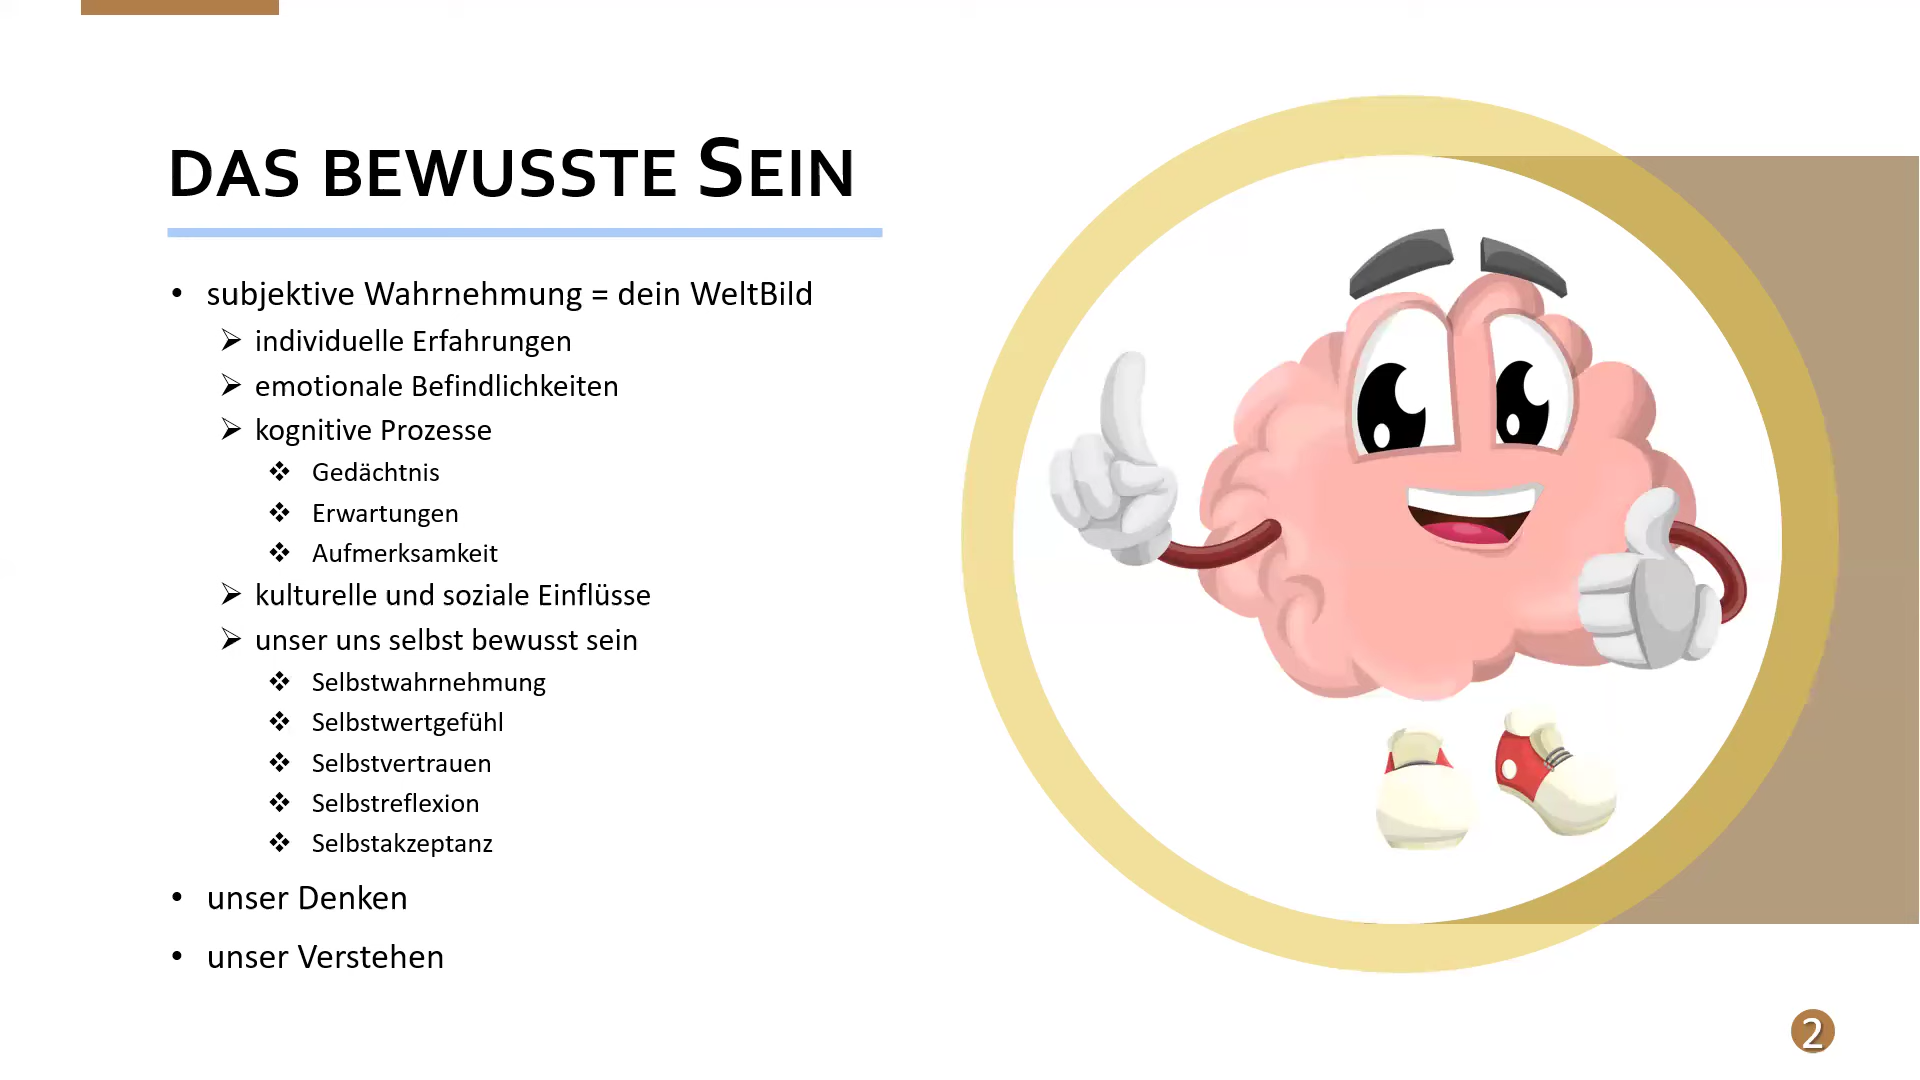 DAS BEWUSSTE SEIN
• subjektive Wahrnehmung = dein WeltBild
➢ individuelle Erfahrungen
➢ emotionale Befindlichkeiten
➢ kognitive Prozesse
❖ Gedächtnis
❖ Erwartungen
❖ Aufmerksamkeit
➢ kulturelle und soziale Einflüsse
➢ unser uns selbst bewusst sein
❖ Selbstwahrnehmung
❖ Selbstwertgefühl
❖ Selbstvertrauen
❖ Selbstreflexion
❖ Selbstakzeptanz
• unser Denken
• unser Verstehen
2